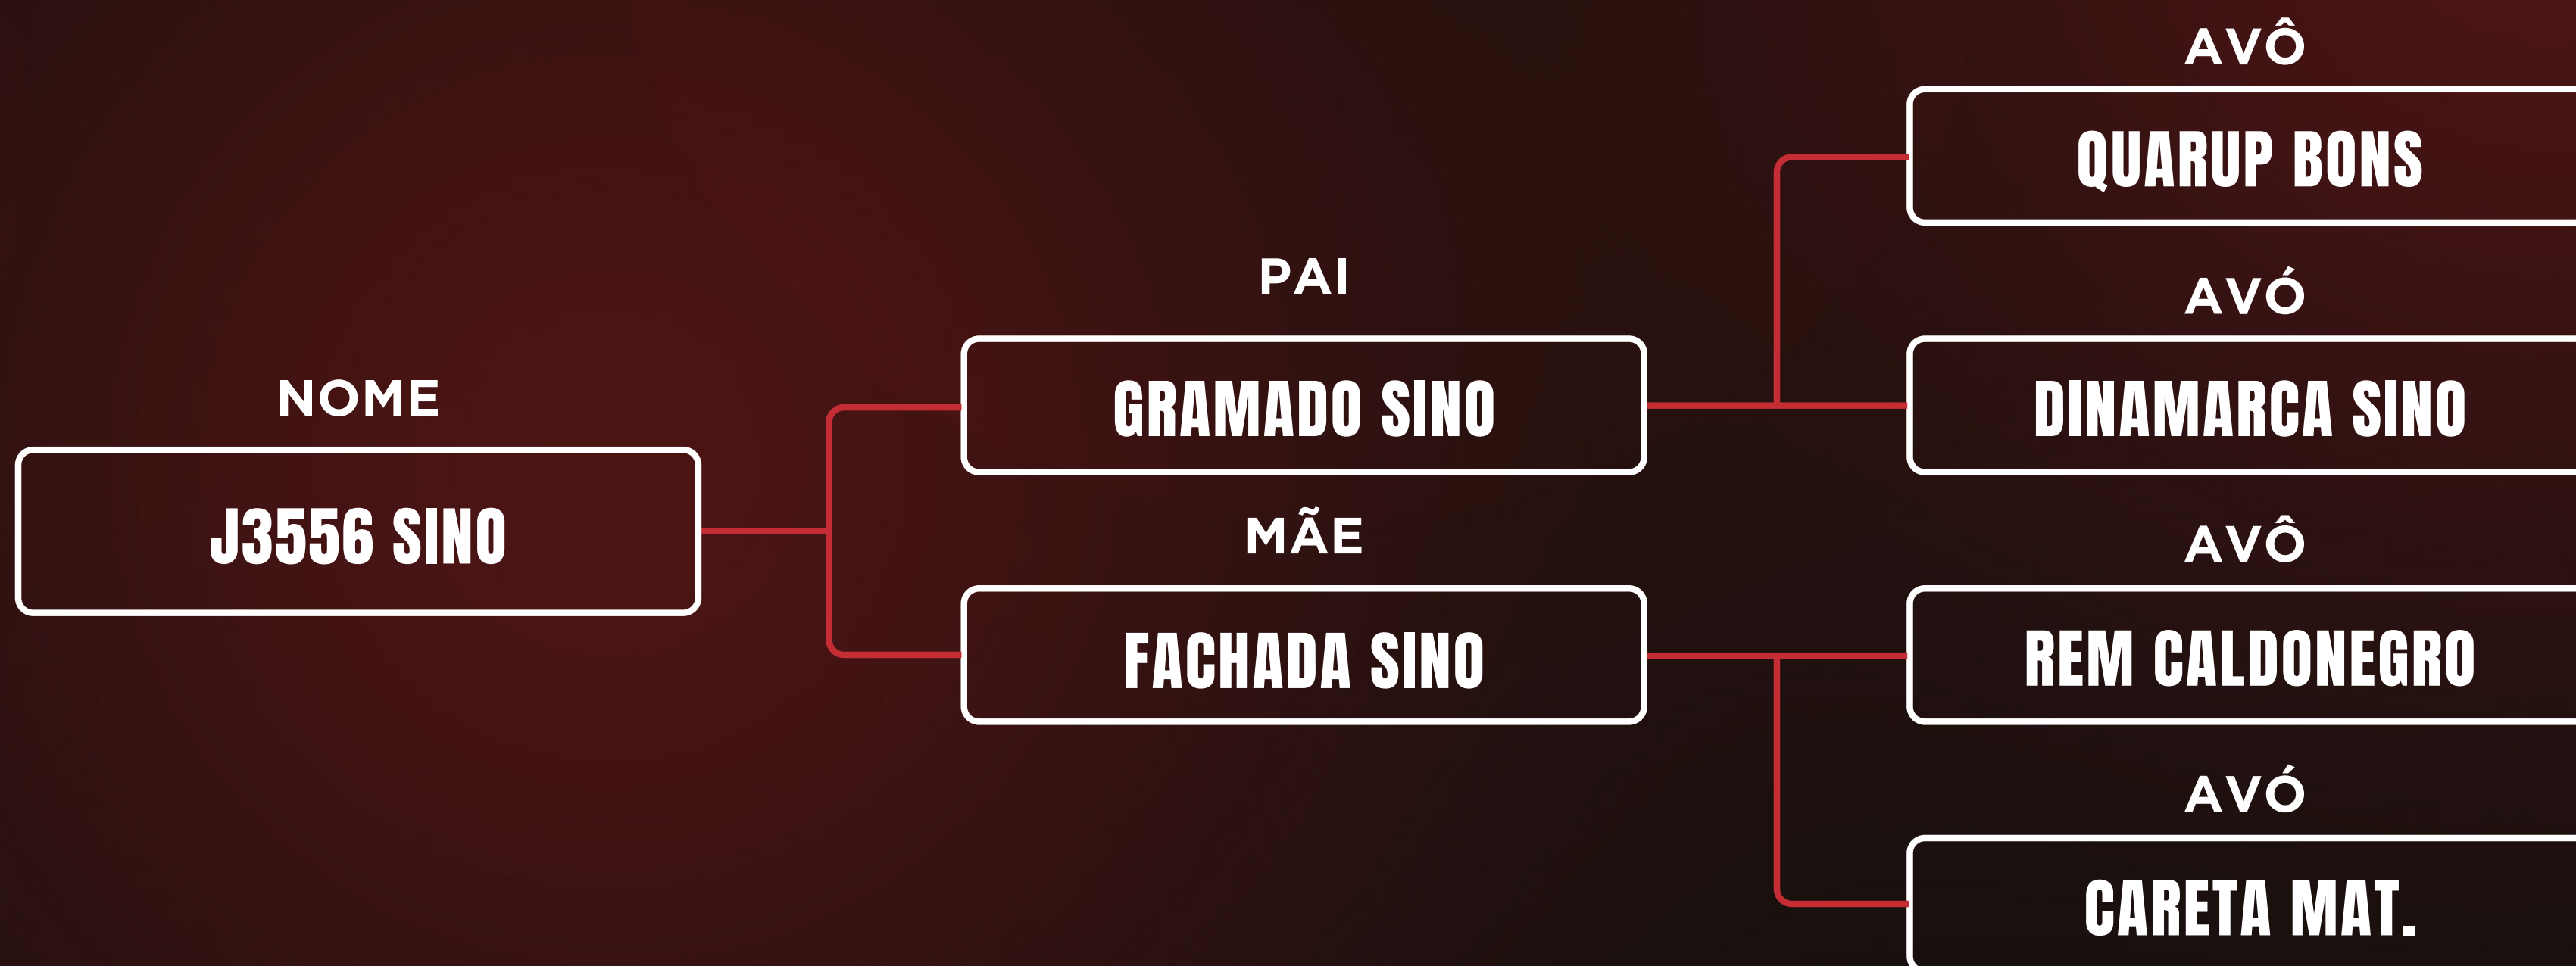 NOME
J3556 SINO
PAI
GRAMADO SINO
MÃE
FACHADA SINO
AVÔ
QUARUP BONS
AVÓ
DINAMARCA SINO
AVÔ
REM CALDONEGRO
AVÓ
CARETA MAT.